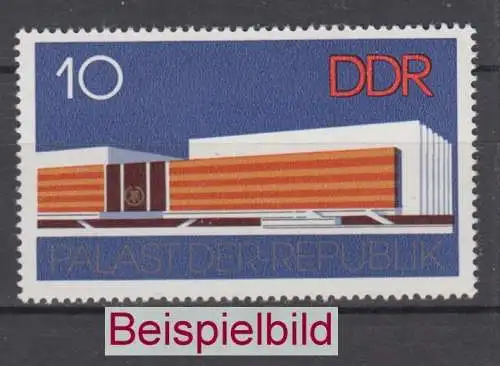 10 DDR
PALAST DER REPUBLIK
Beispielbild